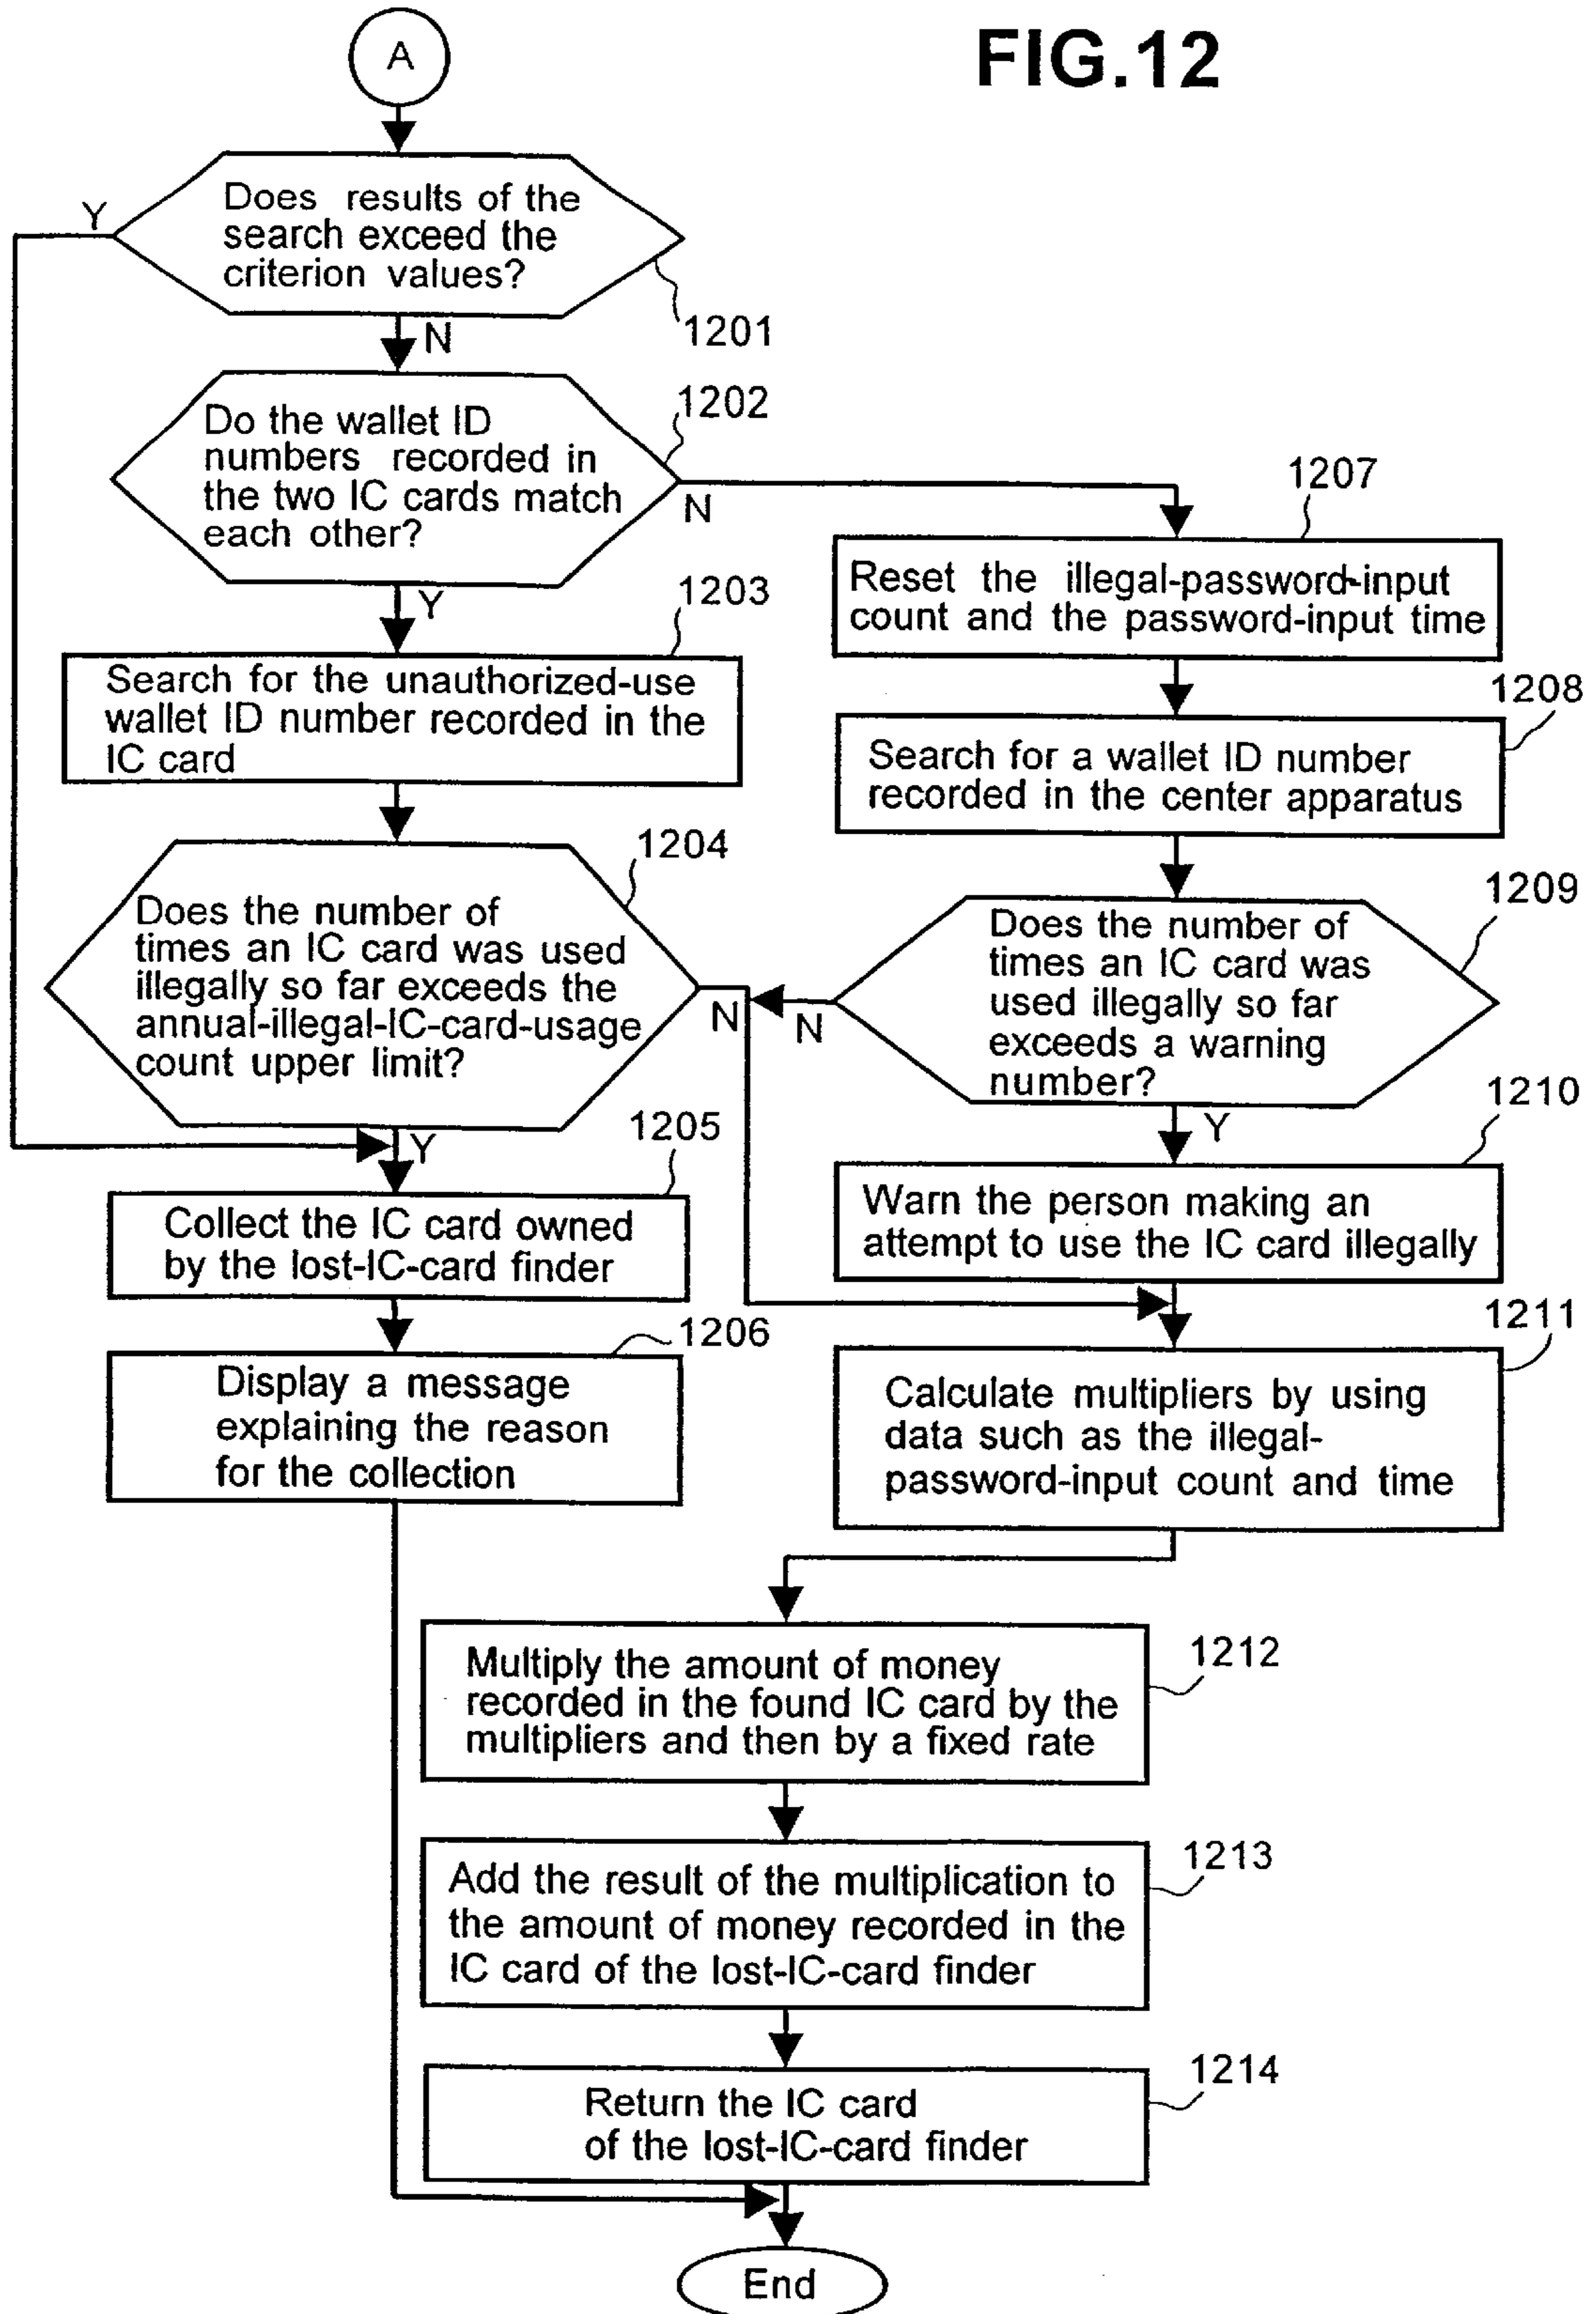 FIG.12
A
Does results of the
search exceed the
criterion values?
Y
1201
N
Do the wallet ID
numbers recorded in
the two IC cards match
each other?
1202
N
Y
1203
Search for the unauthorized-use
wallet ID number recorded in the
IC card
1204
Does the number of
times an IC card was used
illegally so far exceeds the
annual-illegal-IC-card-usage
count upper limit?
N
Y
1205
Collect the IC card owned
by the lost-IC-card finder
1206
Display a message
explaining the reason
for the collection
1207
Reset the illegal-password-input
count and the password-input time
1208
Search for a wallet ID number
recorded in the center apparatus
1209
Does the number of
times an IC card was
used illegally so far
exceeds a warning
number?
N
Y
1210
Warn the person making an
attempt to use the IC card illegally
1211
Calculate multipliers by using
data such as the illegal-
password-input count and time
1212
Multiply the amount of money
recorded in the found IC card by the
multipliers and then by a fixed rate
1213
Add the result of the multiplication to
the amount of money recorded in the
IC card of the lost-IC-card finder
1214
Return the IC card
of the lost-IC-card finder
End